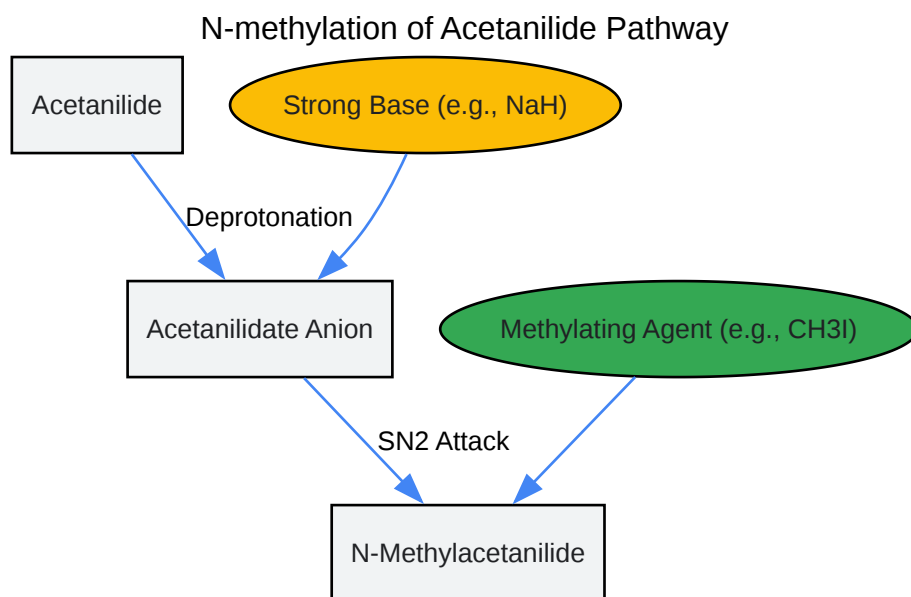 N-methylation of Acetanilide Pathway
Acetanilide
Strong Base (e.g., NaH)
Deprotonation
Acetanilidate Anion
Methylating Agent (e.g., CH3I)
SN2 Attack
N-Methylacetanilide